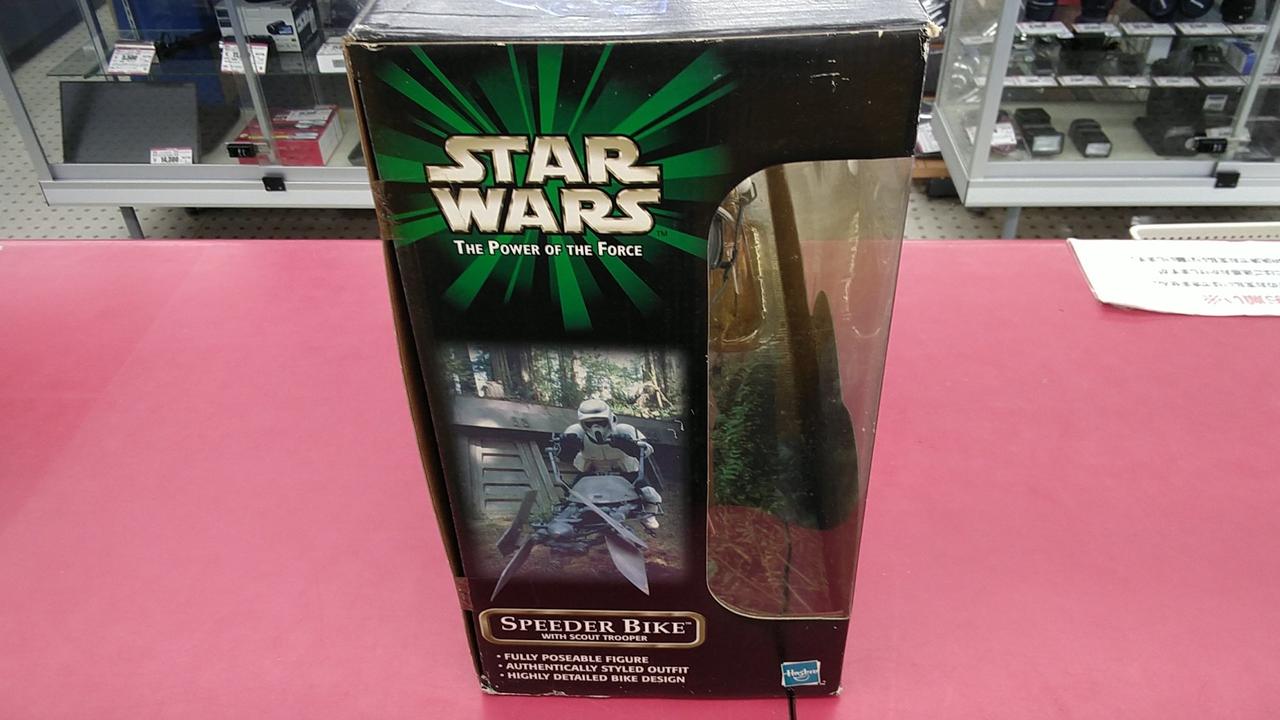 STAR
WARS
TM
THE POWER OF THE FORCE
SPEEDER BIKE™
WITH SCOUT TROOPER
• FULLY POSEABLE FIGURE
• AUTHENTICALLY STYLED OUTFIT
• HIGHLY DETAILED BIKE DESIGN
Hasbro